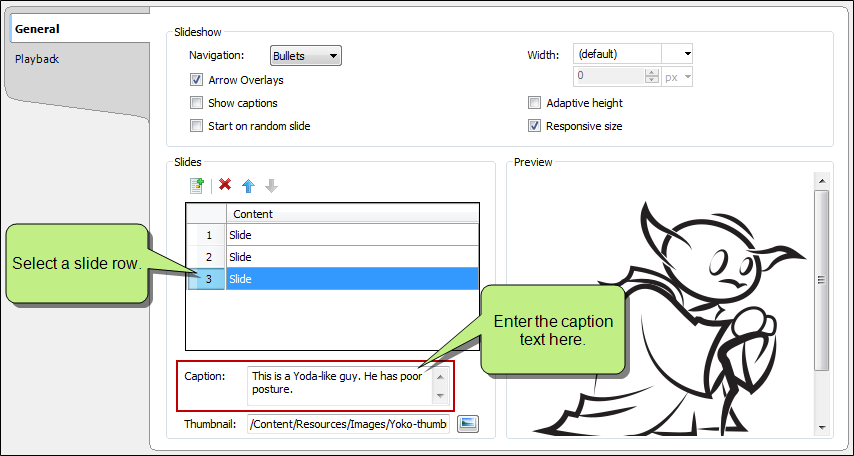 General
Playback
Slideshow
Navigation: Bullets
Width: (default)
0 px
Arrow Overlays
Show captions
Adaptive height
Start on random slide
Responsive size
Slides
Preview
Content
1 Slide
2 Slide
3 Slide
Select a slide row.
Enter the caption
text here.
Caption: This is a Yoda-like guy. He has poor
posture.
Thumbnail: /Content/Resources/Images/Yoko-thumb